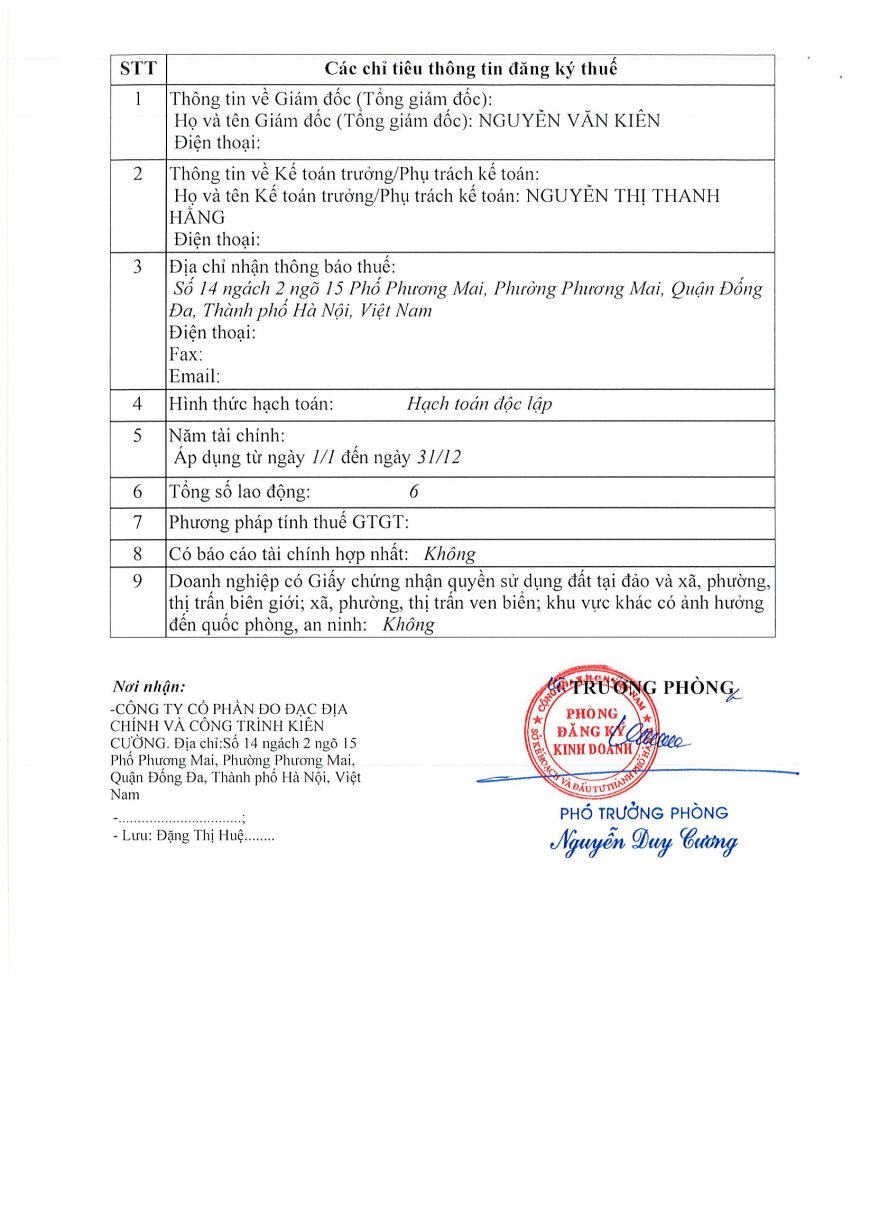 STT Các chỉ tiêu thông tin đăng ký thuế
1 Thông tin về Giám đốc (Tổng giám đốc):
Họ và tên Giám đốc (Tổng giám đốc): NGUYỄN VĂN KIÊN
Điện thoại:
2 Thông tin về Kế toán trưởng/Phụ trách kế toán:
Họ và tên Kế toán trưởng/Phụ trách kế toán: NGUYỄN THỊ THANH
HẰNG
Điện thoại:
3 Địa chỉ nhận thông báo thuế:
Số 14 ngách 2 ngõ 15 Phố Phương Mai, Phường Phương Mai, Quận Đống
Đa, Thành phố Hà Nội, Việt Nam
Điện thoại:
Fax:
Email:
4 Hình thức hạch toán: Hạch toán độc lập
5 Năm tài chính:
Áp dụng từ ngày 1/1 đến ngày 31/12
6 Tổng số lao động: 6
7 Phương pháp tính thuế GTGT:
8 Có báo cáo tài chính hợp nhất: Không
9 Doanh nghiệp có Giấy chứng nhận quyền sử dụng đất tại đảo và xã, phường,
thị trấn biên giới; xã, phường, thị trấn ven biển; khu vực khác có ảnh hưởng
đến quốc phòng, an ninh: Không
Nơi nhận:
-CÔNG TY CỔ PHẦN ĐO ĐẠC ĐỊA
CHÍNH VÀ CÔNG TRÌNH KIÊN
CƯỜNG. Địa chỉ:Số 14 ngách 2 ngõ 15
Phố Phương Mai, Phường Phương Mai,
Quận Đống Đa, Thành phố Hà Nội, Việt
Nam
-................................;
- Lưu: Đặng Thị Huệ........
TRƯỞNG PHÒNG
PHÒNG
ĐĂNG KÝ
KINH DOANH
SỞ KẾ HOẠCH VÀ ĐẦU TƯ THÀNH PHỐ HÀ
PHÓ TRƯỞNG PHÒNG
Nguyễn Duy Cương